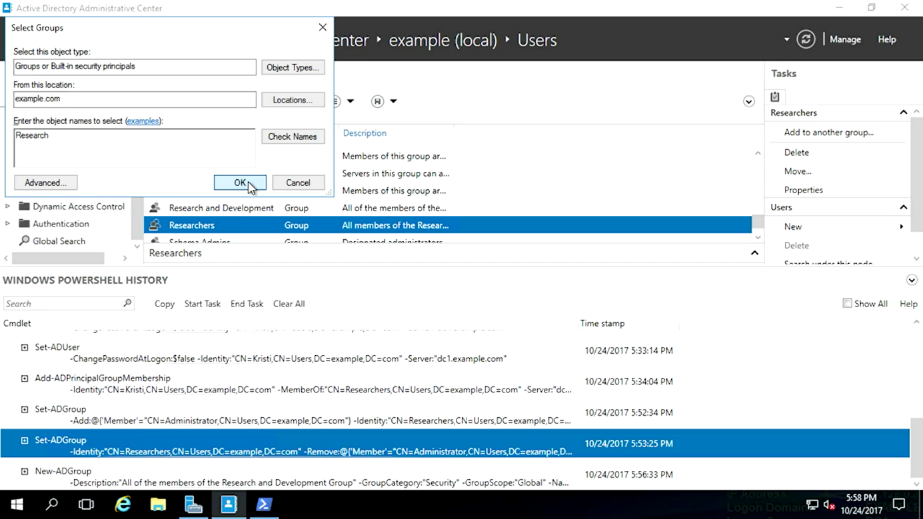 Active Directory Administrative Center
Select Groups
Select this object type:
Groups or Built-in security principals
Object Types...
From this location:
example.com
Locations...
Enter the object names to select (examples):
Research
Check Names
Advanced...
OK
Cancel
enter › example (local) › Users
Manage
Help
Description
Members of this group ar...
Servers in this group can a...
Members of this group ar...
Research and Development Group All of the members of the...
Researchers Group All members of the Resear...
Schema Admins Group Designated administrators
Dynamic Access Control
Authentication
Global Search
Researchers
Tasks
Researchers
Add to another group...
Delete
Move...
Properties
Users
New
Delete
Search under this node
WINDOWS POWERSHELL HISTORY
Search
Copy
Start Task
End Task
Clear All
Show All
Help
Cmdlet
Time stamp
Set-ADUser
-ChangePasswordAtLogon:$false -Identity:"CN=Kristi,CN=Users,DC=example,DC=com" -Server:"dc1.example.com"
10/24/2017 5:33:14 PM
Add-ADPrincipalGroupMembership
-Identity:"CN=Kristi,CN=Users,DC=example,DC=com" -MemberOf:"CN=Researchers,CN=Users,DC=example,DC=com" -Server:"dc...
10/24/2017 5:34:04 PM
Set-ADGroup
-Add:@{'Member'="CN=Administrator,CN=Users,DC=example,DC=com"} -Identity:"CN=Researchers,CN=Users,DC=example,DC=c...
10/24/2017 5:52:34 PM
Set-ADGroup
-Identity:"CN=Researchers,CN=Users,DC=example,DC=com" -Remove:@{'Member'="CN=Administrator,CN=Users,DC=example,D...
10/24/2017 5:53:25 PM
New-ADGroup
-Description:"All of the members of the Research and Development Group" -GroupCategory:"Security" -GroupScope:"Global" -Na...
10/24/2017 5:56:33 PM
IP Address
Logon Domain
5:58 PM
10/24/2017